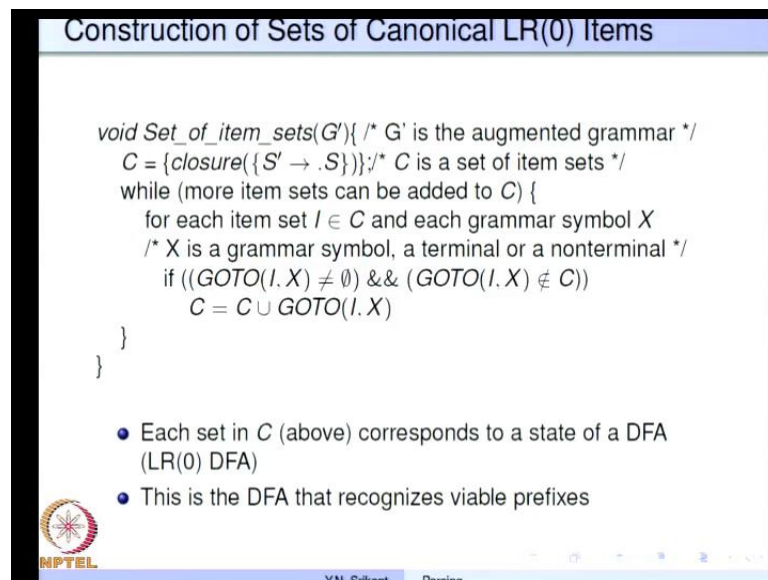 Construction of Sets of Canonical LR(0) Items
void Set_of_item_sets(G′){ /* G' is the augmented grammar */
C = {closure({S′ → .S})};/* C is a set of item sets */
while (more item sets can be added to C) {
for each item set I ∈ C and each grammar symbol X
/* X is a grammar symbol, a terminal or a nonterminal */
if ((GOTO(I, X) ≠ ∅) && (GOTO(I, X) ∉ C))
C = C ∪ GOTO(I, X)
}
}
Each set in C (above) corresponds to a state of a DFA
(LR(0) DFA)
This is the DFA that recognizes viable prefixes
NPTEL
Y.N. Srikant Parsing